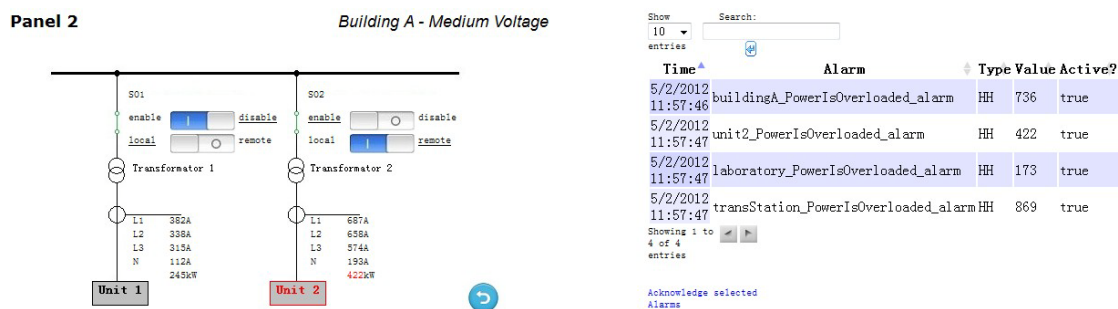 Panel 2
Building A - Medium Voltage
S01
enable disable
local remote
Transformator 1
L1 382A
L2 338A
L3 315A
N 112A
245kW
Unit 1
S02
enable disable
local remote
Transformator 2
L1 687A
L2 658A
L3 574A
N 193A
422kW
Unit 2
Show
10
entries
Search:
Time Alarm Type Value Active?
5/2/2012
11:57:46 buildingA_PowerIsOverloaded_alarm HH 736 true
5/2/2012
11:57:47 unit2_PowerIsOverloaded_alarm HH 422 true
5/2/2012
11:57:47 laboratory_PowerIsOverloaded_alarm HH 173 true
5/2/2012
11:57:47 transStation_PowerIsOverloaded_alarm HH 869 true
Showing 1 to
4 of 4
entries
Acknowledge selected
Alarms